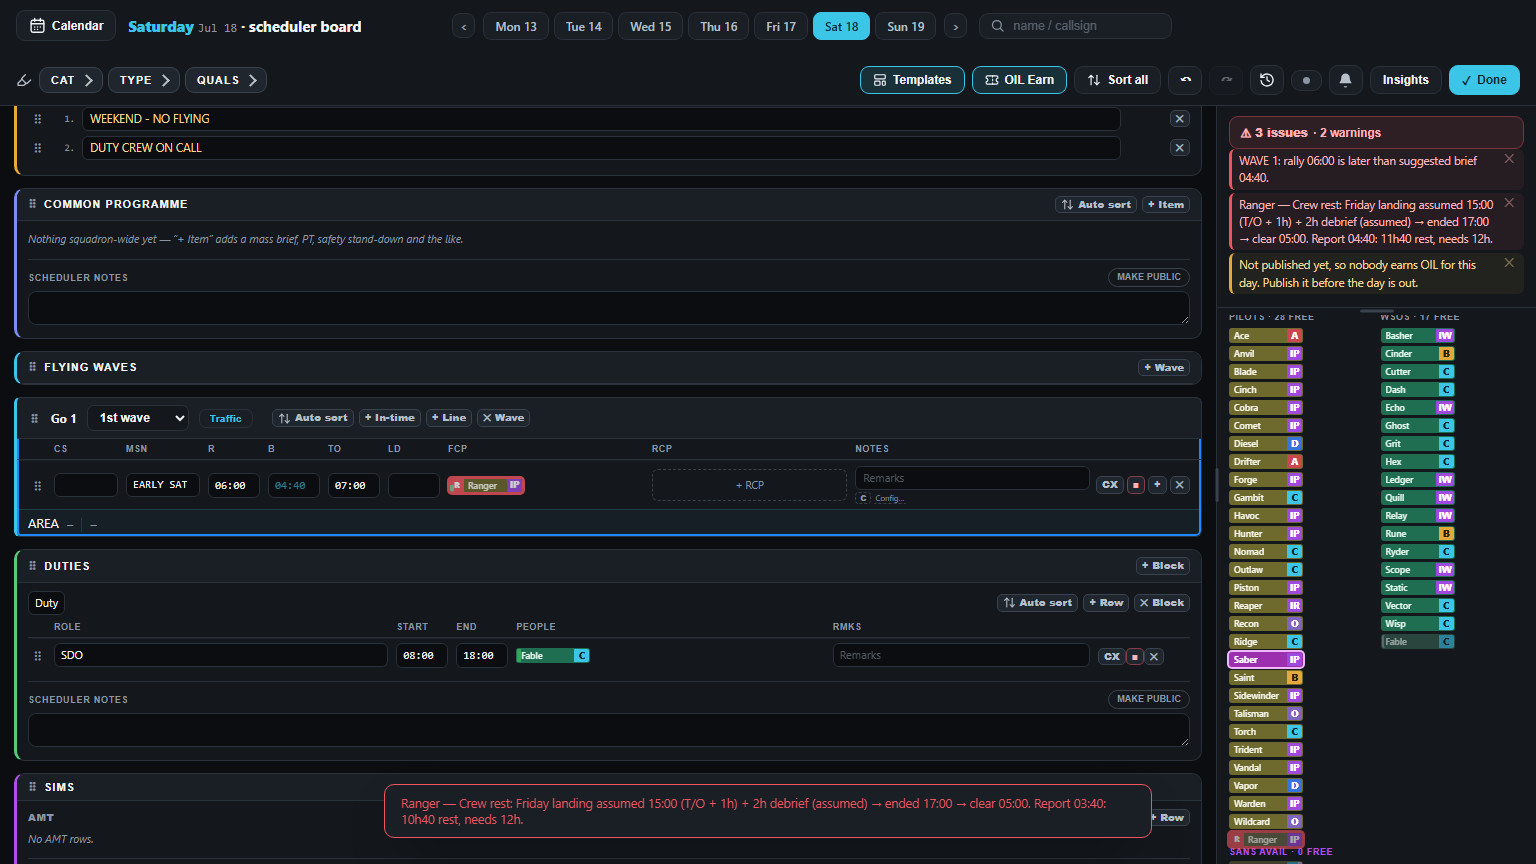 Calendar
Saturday Jul 18 · scheduler board
Mon 13
Tue 14
Wed 15
Thu 16
Fri 17
Sat 18
Sun 19
name / callsign
CAT
TYPE
QUALS
Templates
OIL Earn
Sort all
Insights
✓ Done
1. WEEKEND - NO FLYING
2. DUTY CREW ON CALL
COMMON PROGRAMME
Auto sort
+ Item
Nothing squadron-wide yet — "+ Item" adds a mass brief, PT, safety stand-down and the like.
SCHEDULER NOTES
MAKE PUBLIC
FLYING WAVES
+ Wave
Go 1
1st wave
Traffic
Auto sort
+ In-time
+ Line
✕ Wave
CS MSN R B TO LD FCP RCP NOTES
EARLY SAT
06:00
04:40
07:00
R Ranger IP
+ RCP
Remarks
CX
+
✕
C Config...
AREA – | –
DUTIES
+ Block
Duty
Auto sort
+ Row
✕ Block
ROLE START END PEOPLE RMKS
SDO
08:00
18:00
Fable C
Remarks
CX
SCHEDULER NOTES
MAKE PUBLIC
SIMS
AMT
+ Row
No AMT rows.
Ranger — Crew rest: Friday landing assumed 15:00 (T/O + 1h) + 2h debrief (assumed) → ended 17:00 → clear 05:00. Report 03:40:
10h40 rest, needs 12h.
⚠ 3 issues · 2 warnings
WAVE 1: rally 06:00 is later than suggested brief
04:40.
Ranger — Crew rest: Friday landing assumed 15:00
(T/O + 1h) + 2h debrief (assumed) → ended 17:00
→ clear 05:00. Report 04:40: 11h40 rest, needs 12h.
Not published yet, so nobody earns OIL for this
day. Publish it before the day is out.
PILOTS · 28 FREE
Ace A
Anvil IP
Blade IP
Cinch IP
Cobra IP
Comet IP
Diesel D
Drifter A
Forge IP
Gambit C
Havoc IP
Hunter IP
Nomad C
Outlaw C
Piston IP
Reaper IR
Recon O
Ridge C
Saber IP
Saint B
Sidewinder IP
Talisman O
Torch C
Trident IP
Vandal IP
Vapor D
Warden IP
Wildcard O
R Ranger IP
SANS AVAIL · 0 FREE
WSOS · 17 FREE
Basher IW
Cinder B
Cutter C
Dash C
Echo IW
Ghost C
Grit C
Hex C
Ledger IW
Quill IW
Relay IW
Rune B
Ryder C
Scope IW
Static IW
Vector C
Wisp C
Fable C